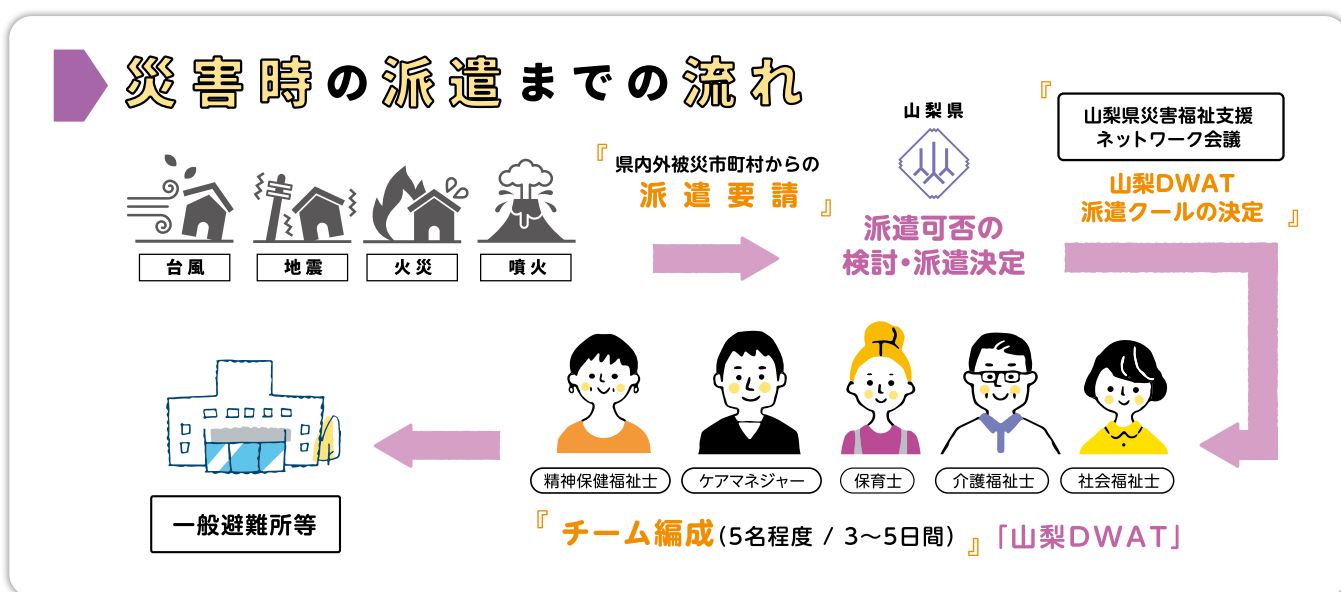 災害時の派遣までの流れ
台風
地震
火災
噴火
『県内外被災市町村からの
派遣要請』
山梨県
派遣可否の
検討・派遣決定
『山梨県災害福祉支援
ネットワーク会議
山梨DWAT
派遣クールの決定』
精神保健福祉士
ケアマネジャー
保育士
介護福祉士
社会福祉士
『チーム編成(5名程度 / 3〜5日間)』「山梨DWAT」
一般避難所等